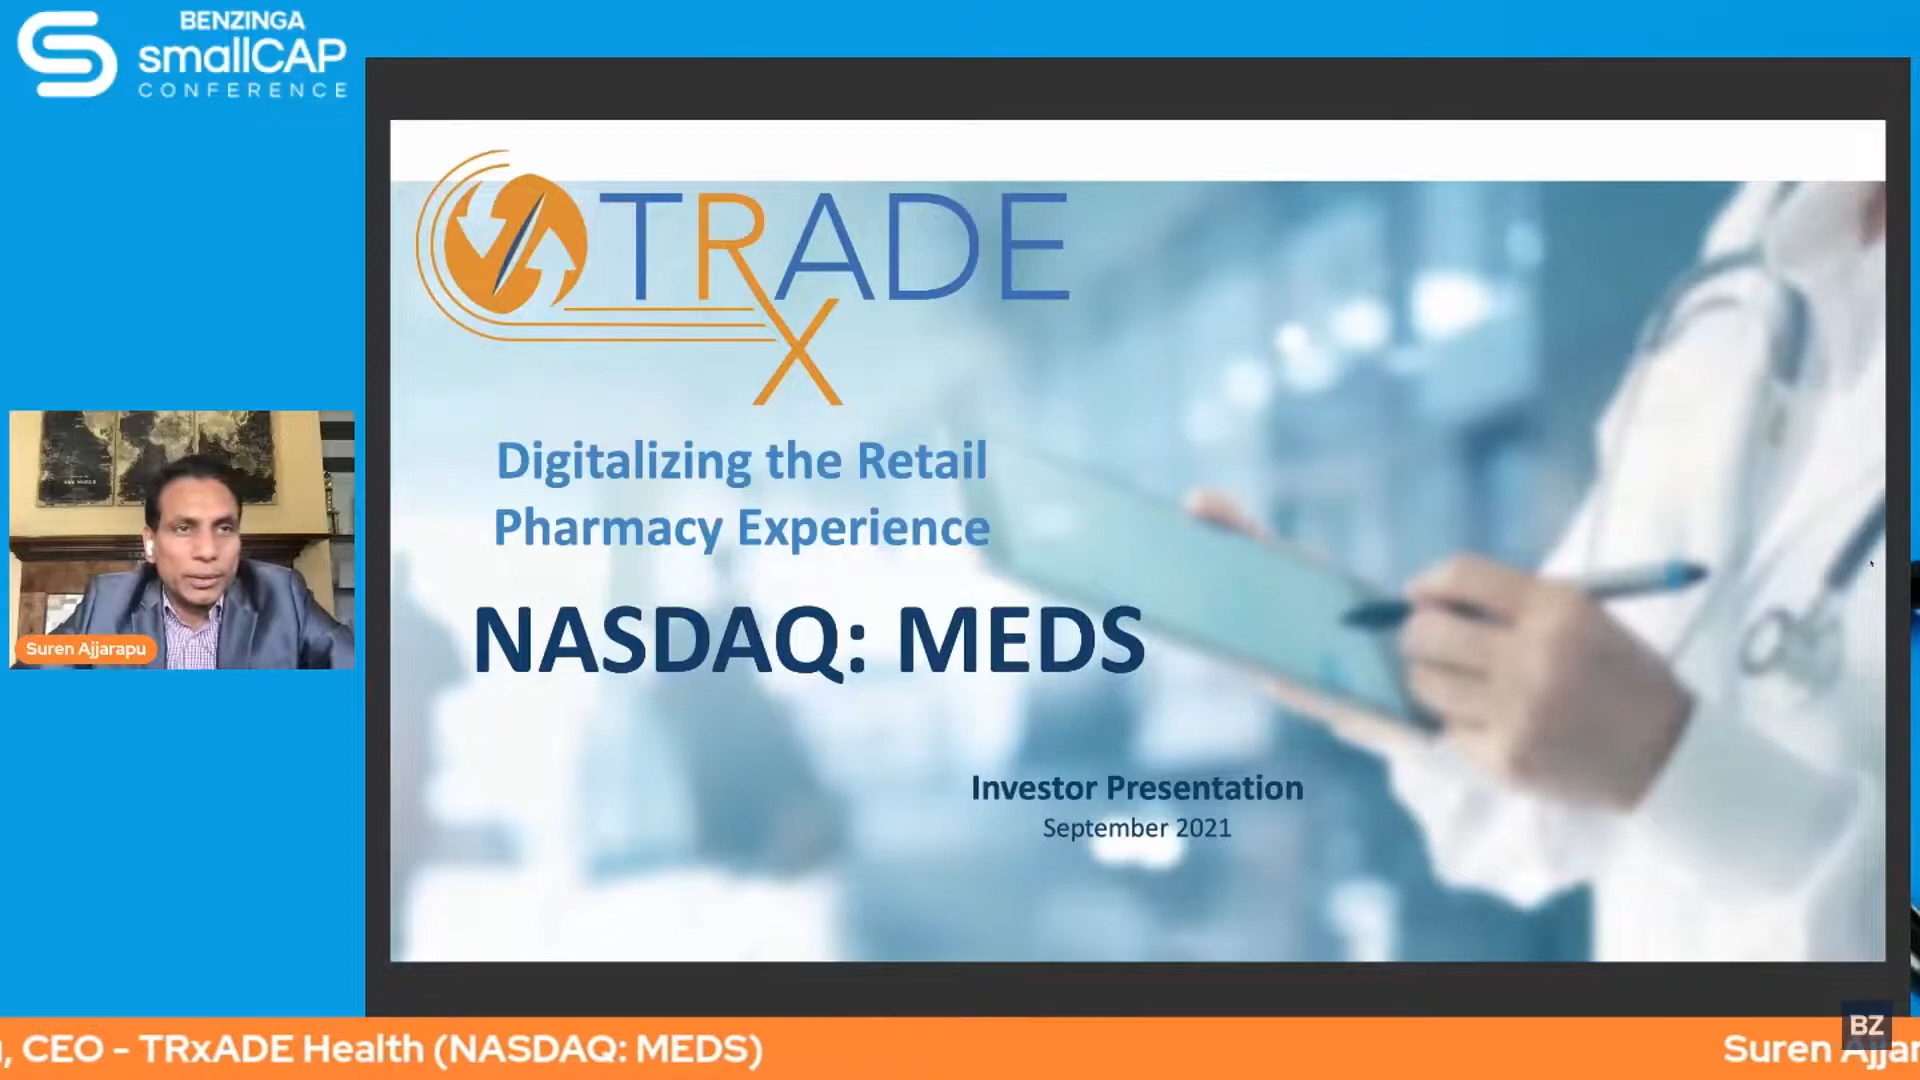 BENZINGA
smallCAP
CONFERENCE
TRADE
X
Digitalizing the Retail
Pharmacy Experience
NASDAQ: MEDS
Investor Presentation
September 2021
Suren Ajjarapu
BZ
, CEO - TRxADE Health (NASDAQ: MEDS)
Suren Ajjar